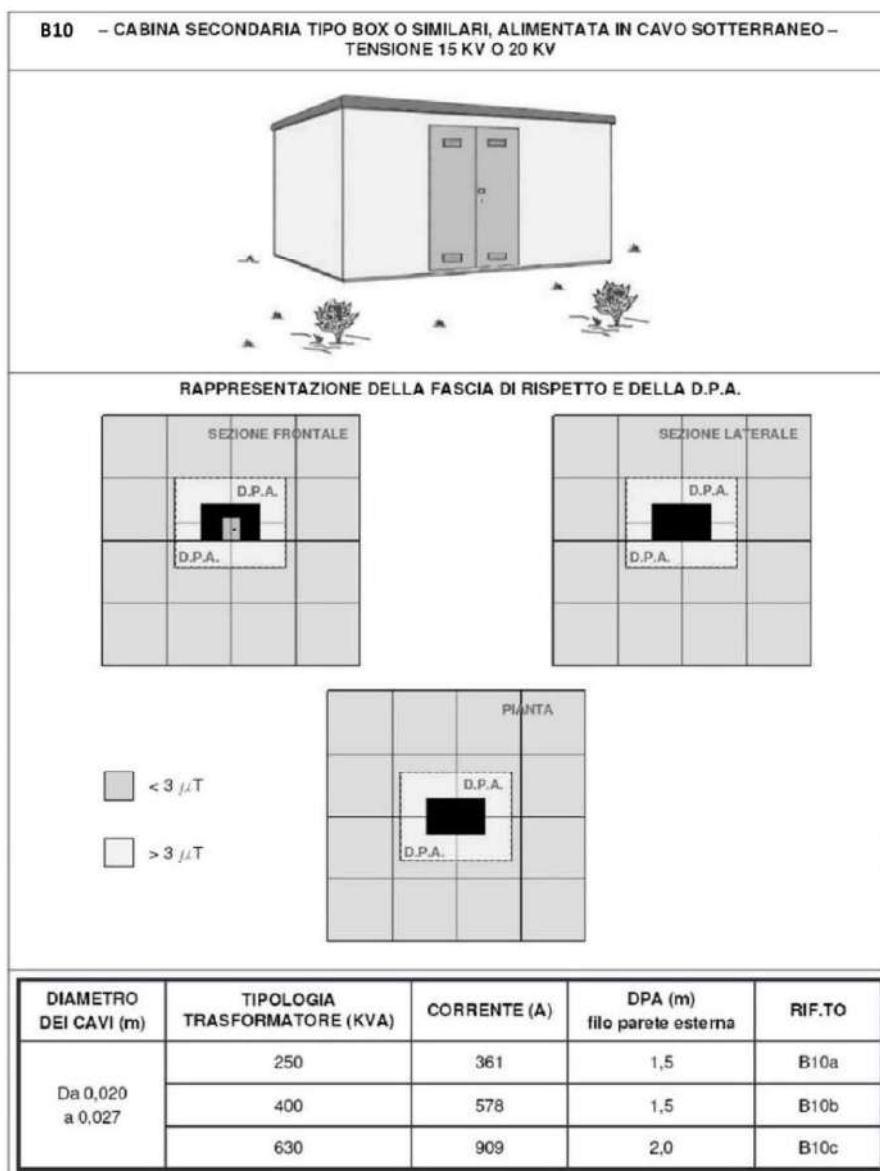 B10 – CABINA SECONDARIA TIPO BOX O SIMILARI, ALIMENTATA IN CAVO SOTTERRANEO –
TENSIONE 15 KV O 20 KV
RAPPRESENTAZIONE DELLA FASCIA DI RISPETTO E DELLA D.P.A.
SEZIONE FRONTALE
D.P.A.
D.P.A.
SEZIONE LATERALE
D.P.A.
D.P.A.
PIANTA
D.P.A.
D.P.A.
< 3 μT
> 3 μT
DIAMETRO DEI CAVI (m)
TIPOLOGIA TRASFORMATORE (KVA)
CORRENTE (A)
DPA (m) filo parete esterna
RIF.TO
Da 0,020 a 0,027
250 361 1,5 B10a
400 578 1,5 B10b
630 909 2,0 B10c